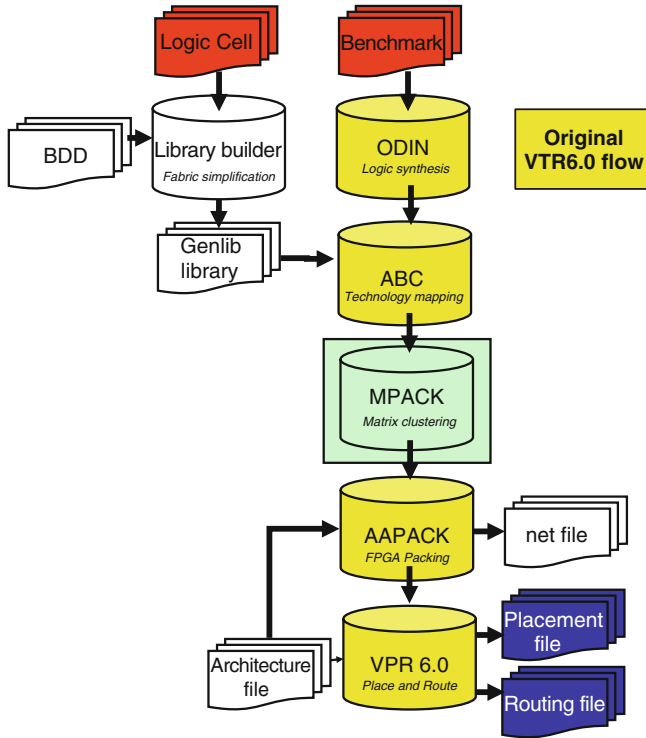 Logic Cell
Benchmark
BDD
Library builder
Fabric simplification
ODIN
Logic synthesis
Original
VTR6.0 flow
Genlib
library
ABC
Technology mapping
MPACK
Matrix clustering
AAPACK
FPGA Packing
net file
Architecture
file
VPR 6.0
Place and Route
Placement
file
Routing file